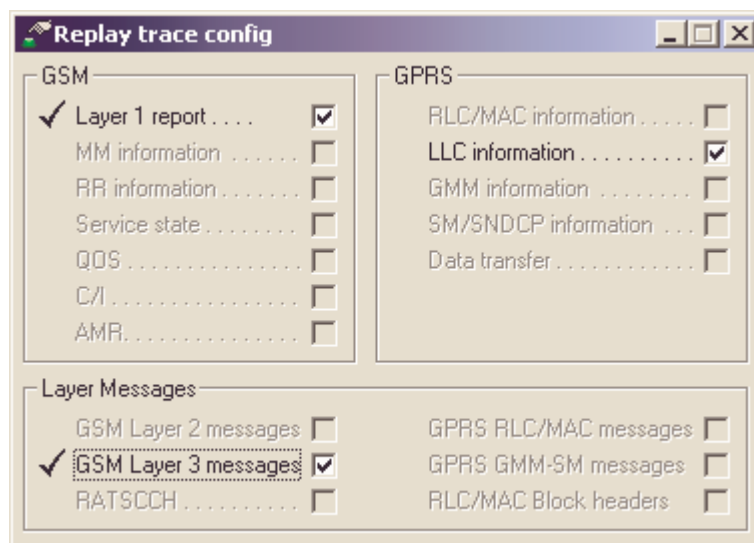 Replay trace config
GSM
Layer 1 report . . . .
MM information . . . . . .
RR information . . . . . . .
Service state . . . . . . . .
QOS . . . . . . . . . . . . . . .
C/I . . . . . . . . . . . . . . . .
AMR. . . . . . . . . . . . . . .
GPRS
RLC/MAC information . . . . .
LLC information . . . . . . . . . .
GMM information . . . . . . . .
SM/SNDCP information . . .
Data transfer . . . . . . . . . . . .
Layer Messages
GSM Layer 2 messages
GSM Layer 3 messages
RATSCCH . . . . . . . . . .
GPRS RLC/MAC messages
GPRS GMM-SM messages
RLC/MAC Block headers